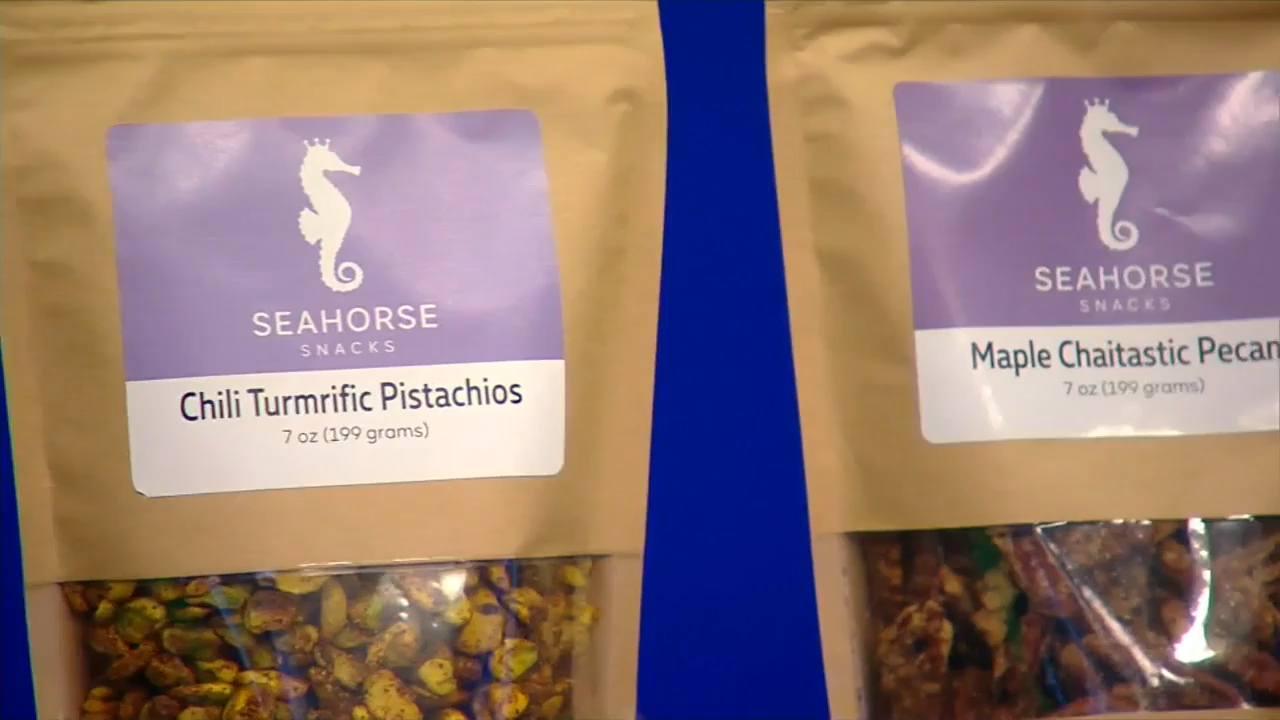 SEAHORSE
SNACKS
Chili Turmrific Pistachios
7 oz (199 grams)
SEAHORSE
SNACKS
Maple Chaitastic Pecan
7 oz (199 grams)